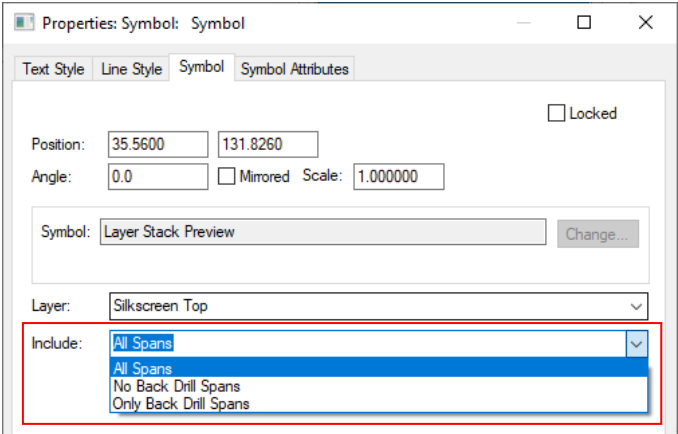 Properties: Symbol: Symbol
Text Style Line Style Symbol Symbol Attributes
Locked
Position: 35.5600 131.8260
Angle: 0.0 Mirrored Scale: 1.000000
Symbol: Layer Stack Preview Change...
Layer: Silkscreen Top
Include: All Spans
All Spans
No Back Drill Spans
Only Back Drill Spans